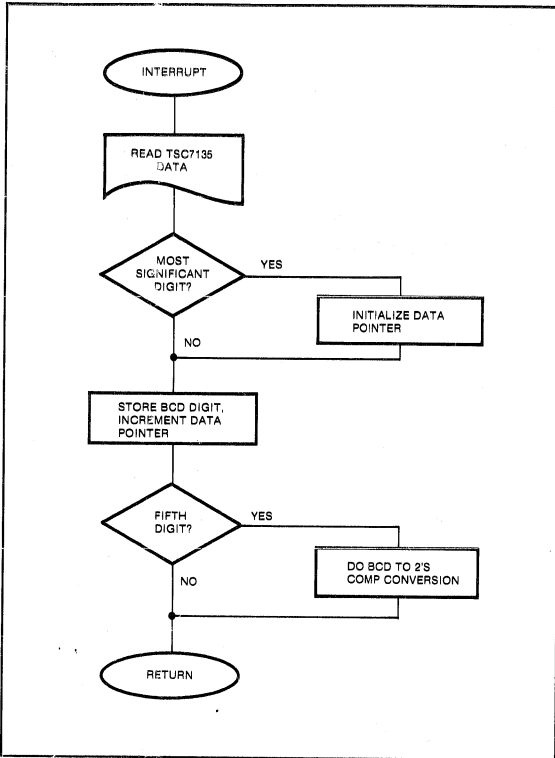 INTERRUPT
READ TSC7135
DATA
MOST
SIGNIFICANT
DIGIT?
YES
INITIALIZE DATA
POINTER
NO
STORE BCD DIGIT,
INCREMENT DATA
POINTER
FIFTH
DIGIT?
YES
DO BCD TO 2'S
COMP CONVERSION
NO
RETURN